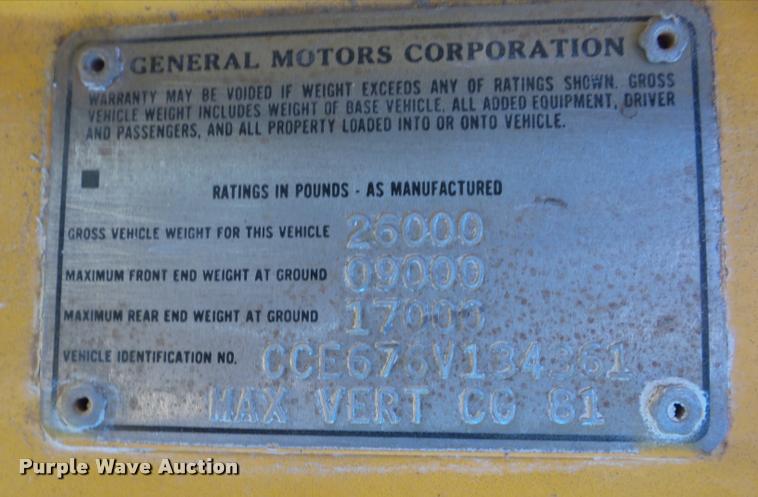 GENERAL MOTORS CORPORATION
WARRANTY MAY BE VOIDED IF WEIGHT EXCEEDS ANY OF RATINGS SHOWN. GROSS
VEHICLE WEIGHT INCLUDES WEIGHT OF BASE VEHICLE, ALL ADDED EQUIPMENT, DRIVER
AND PASSENGERS, AND ALL PROPERTY LOADED INTO OR ONTO VEHICLE.
RATINGS IN POUNDS - AS MANUFACTURED
GROSS VEHICLE WEIGHT FOR THIS VEHICLE 26000
MAXIMUM FRONT END WEIGHT AT GROUND 09000
MAXIMUM REAR END WEIGHT AT GROUND 17000
VEHICLE IDENTIFICATION NO. CCE676V134361
MAX VERT CG 81
Purple Wave Auction